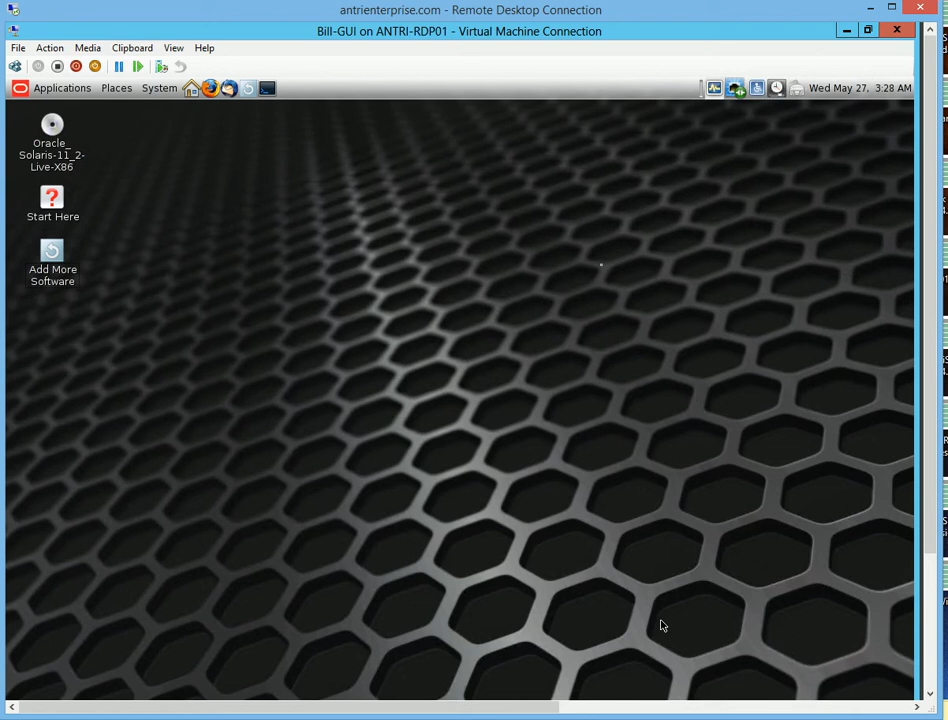 antrienterprise.com - Remote Desktop Connection
Bill-GUI on ANTRI-RDP01 - Virtual Machine Connection
File Action Media Clipboard View Help
Applications Places System Wed May 27, 3:28 AM
Oracle_
Solaris-11_2-
Live-X86
Start Here
Add More
Software